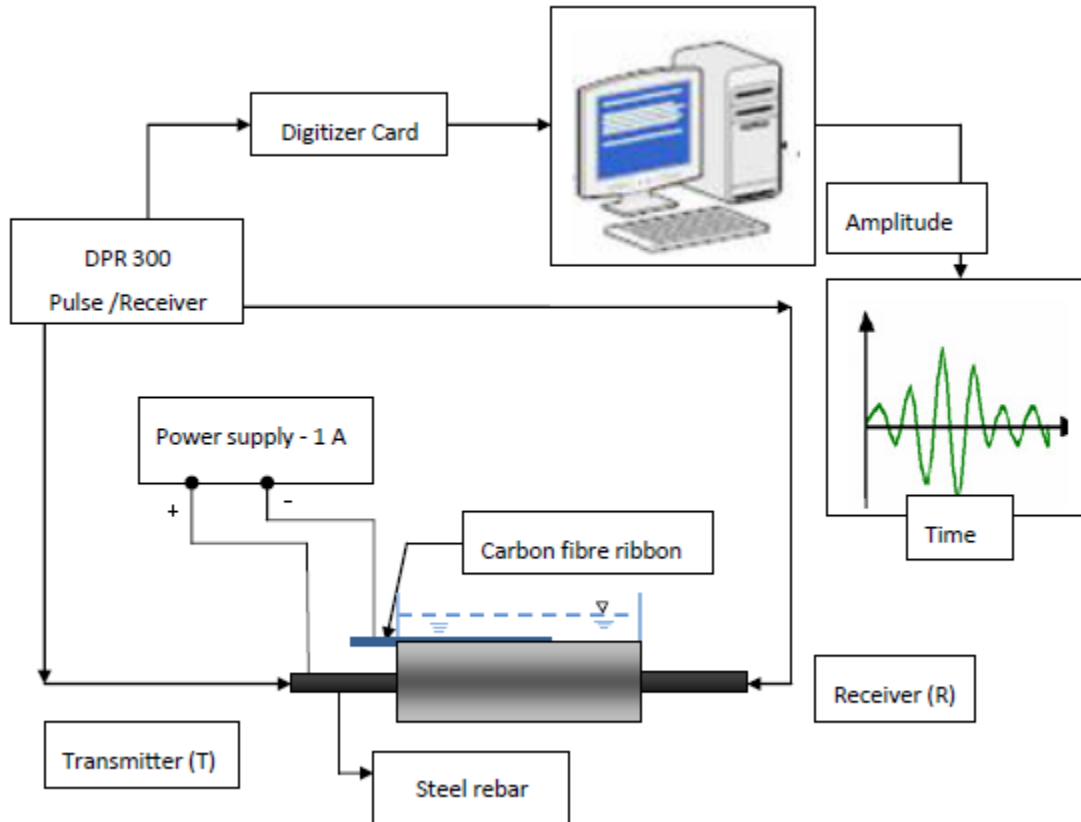 Digitizer Card
Amplitude
DPR 300
Pulse /Receiver
Power supply - 1 A
+
-
Time
Carbon fibre ribbon
Receiver (R)
Transmitter (T)
Steel rebar